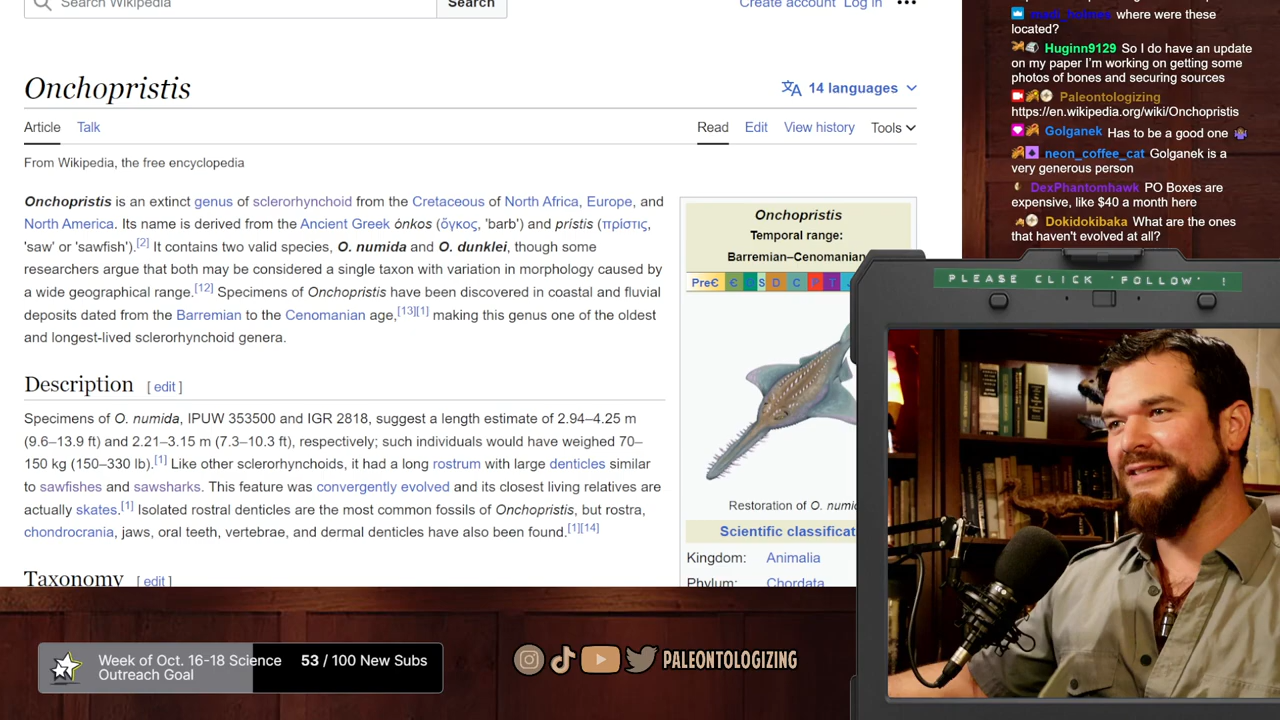 Search Wikipedia
Search
Create account Log in
Onchopristis
14 languages
Article Talk
Read Edit View history Tools
From Wikipedia, the free encyclopedia
Onchopristis is an extinct genus of sclerorhynchoid from the Cretaceous of North Africa, Europe, and
North America. Its name is derived from the Ancient Greek ónkos (ὄγκος, 'barb') and prístis (πρίστις,
'saw' or 'sawfish').[2] It contains two valid species, O. numida and O. dunklei, though some
researchers argue that both may be considered a single taxon with variation in morphology caused by
a wide geographical range.[12] Specimens of Onchopristis have been discovered in coastal and fluvial
deposits dated from the Barremian to the Cenomanian age,[13][1] making this genus one of the oldest
and longest-lived sclerorhynchoid genera.
Description [ edit ]
Specimens of O. numida, IPUW 353500 and IGR 2818, suggest a length estimate of 2.94–4.25 m
(9.6–13.9 ft) and 2.21–3.15 m (7.3–10.3 ft), respectively; such individuals would have weighed 70–
150 kg (150–330 lb).[1] Like other sclerorhynchoids, it had a long rostrum with large denticles similar
to sawfishes and sawsharks. This feature was convergently evolved and its closest living relatives are
actually skates.[1] Isolated rostral denticles are the most common fossils of Onchopristis, but rostra,
chondrocrania, jaws, oral teeth, vertebrae, and dermal denticles have also been found.[1][14]
Taxonomy [ edit ]
Onchopristis
Temporal range:
Barremian–Cenomanian
PreꞒ Ꞓ O S D C P T J
Restoration of O. numid
Scientific classificat
Kingdom: Animalia
Phylum: Chordata
where were these
located?
Huginn9129 So I do have an update
on my paper I'm working on getting some
photos of bones and securing sources
Paleontologizing
https://en.wikipedia.org/wiki/Onchopristis
Golganek Has to be a good one
neon_coffee_cat Golganek is a
very generous person
DexPhantomhawk PO Boxes are
expensive, like $40 a month here
Dokidokibaka What are the ones
that haven't evolved at all?
PLEASE CLICK 'FOLLOW' !
Week of Oct. 16-18 Science 53 / 100 New Subs
Outreach Goal
PALEONTOLOGIZING